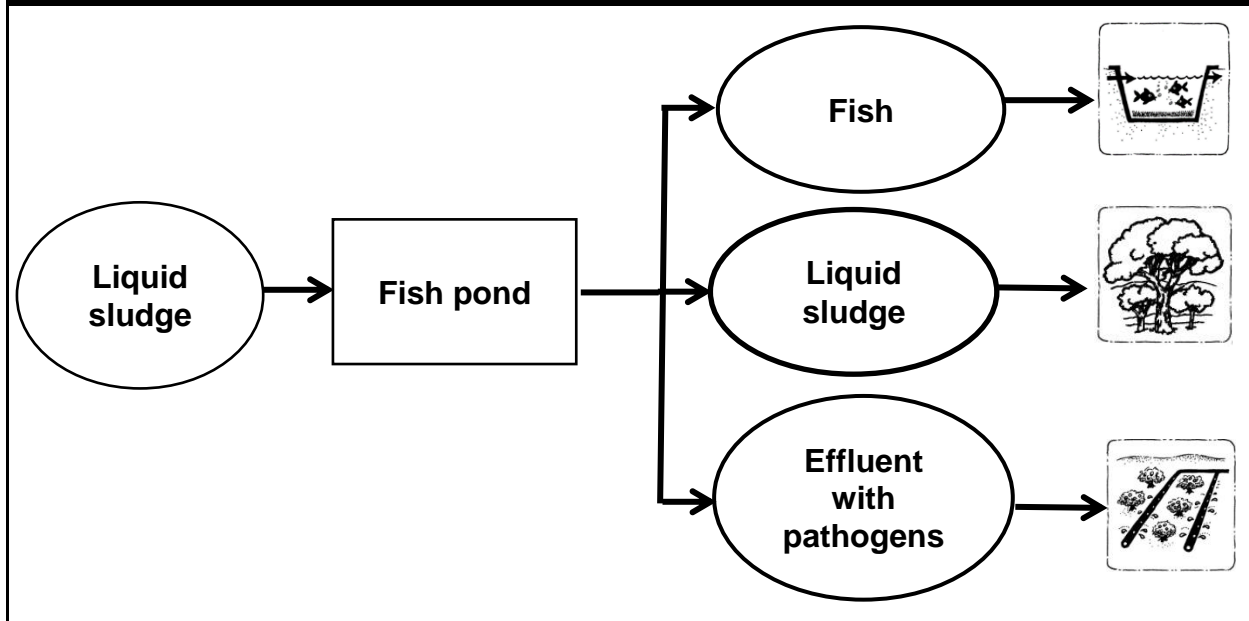 Liquid
sludge
Fish pond
Fish
Liquid
sludge
Effluent
with
pathogens